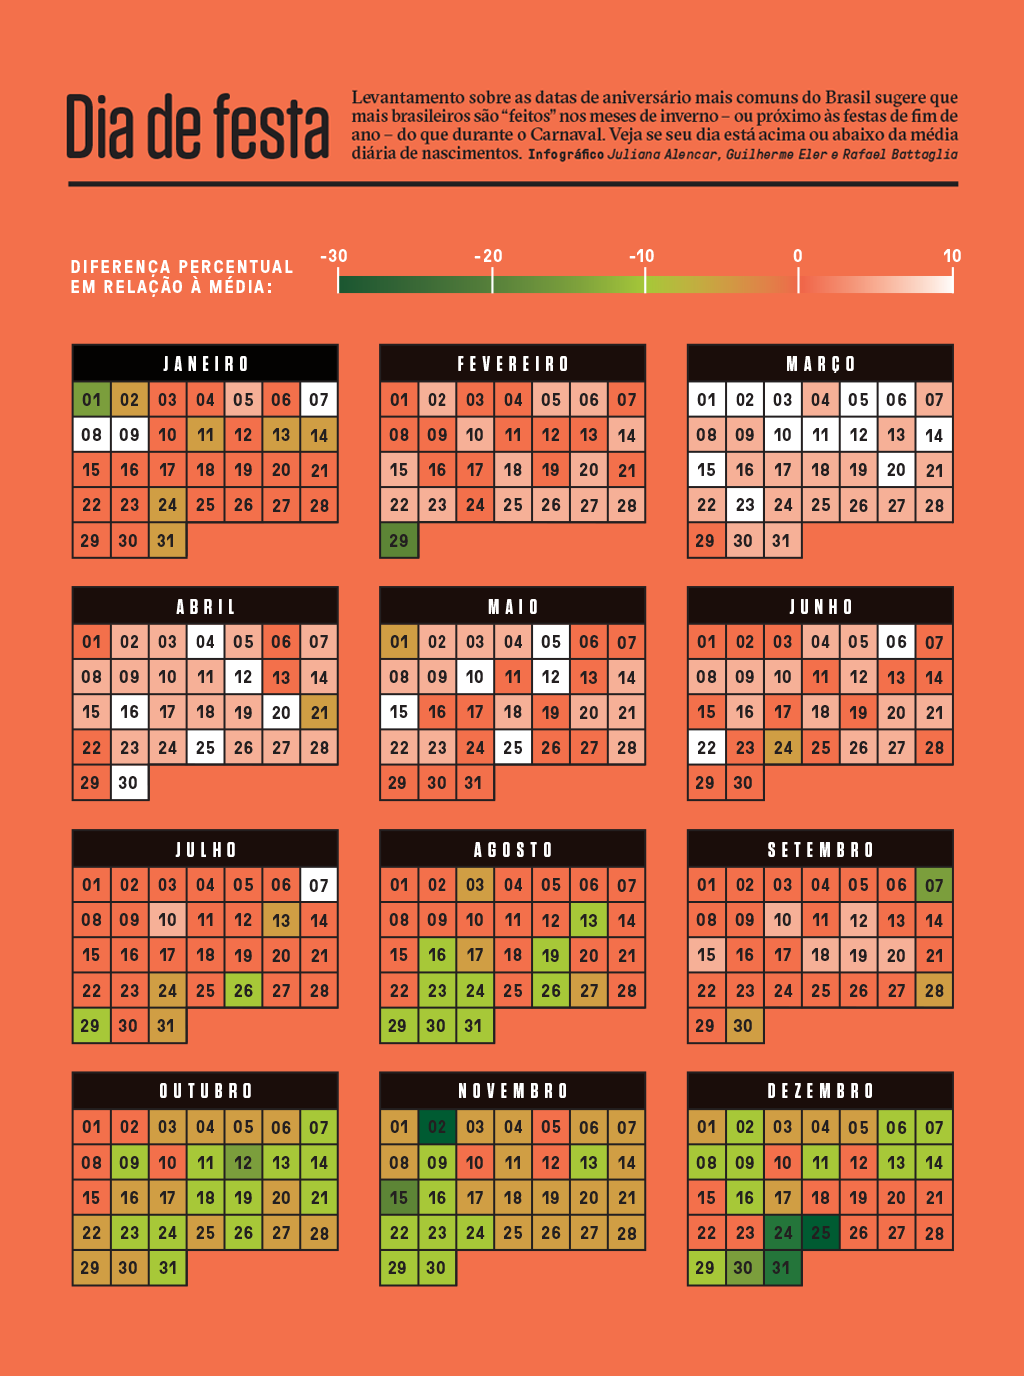 Dia de festa
Levantamento sobre as datas de aniversário mais comuns do Brasil sugere que
mais brasileiros são “feitos” nos meses de inverno – ou próximo às festas de fim de
ano – do que durante o Carnaval. Veja se seu dia está acima ou abaixo da média
diária de nascimentos. Infográfico Juliana Alencar, Guilherme Eler e Rafael Battaglia
DIFERENÇA PERCENTUAL
EM RELAÇÃO À MÉDIA:
-30 -20 -10 0 10
JANEIRO
01 02 03 04 05 06 07
08 09 10 11 12 13 14
15 16 17 18 19 20 21
22 23 24 25 26 27 28
29 30 31
FEVEREIRO
01 02 03 04 05 06 07
08 09 10 11 12 13 14
15 16 17 18 19 20 21
22 23 24 25 26 27 28
29
MARÇO
01 02 03 04 05 06 07
08 09 10 11 12 13 14
15 16 17 18 19 20 21
22 23 24 25 26 27 28
29 30 31
ABRIL
01 02 03 04 05 06 07
08 09 10 11 12 13 14
15 16 17 18 19 20 21
22 23 24 25 26 27 28
29 30
MAIO
01 02 03 04 05 06 07
08 09 10 11 12 13 14
15 16 17 18 19 20 21
22 23 24 25 26 27 28
29 30 31
JUNHO
01 02 03 04 05 06 07
08 09 10 11 12 13 14
15 16 17 18 19 20 21
22 23 24 25 26 27 28
29 30
JULHO
01 02 03 04 05 06 07
08 09 10 11 12 13 14
15 16 17 18 19 20 21
22 23 24 25 26 27 28
29 30 31
AGOSTO
01 02 03 04 05 06 07
08 09 10 11 12 13 14
15 16 17 18 19 20 21
22 23 24 25 26 27 28
29 30 31
SETEMBRO
01 02 03 04 05 06 07
08 09 10 11 12 13 14
15 16 17 18 19 20 21
22 23 24 25 26 27 28
29 30
OUTUBRO
01 02 03 04 05 06 07
08 09 10 11 12 13 14
15 16 17 18 19 20 21
22 23 24 25 26 27 28
29 30 31
NOVEMBRO
01 02 03 04 05 06 07
08 09 10 11 12 13 14
15 16 17 18 19 20 21
22 23 24 25 26 27 28
29 30
DEZEMBRO
01 02 03 04 05 06 07
08 09 10 11 12 13 14
15 16 17 18 19 20 21
22 23 24 25 26 27 28
29 30 31